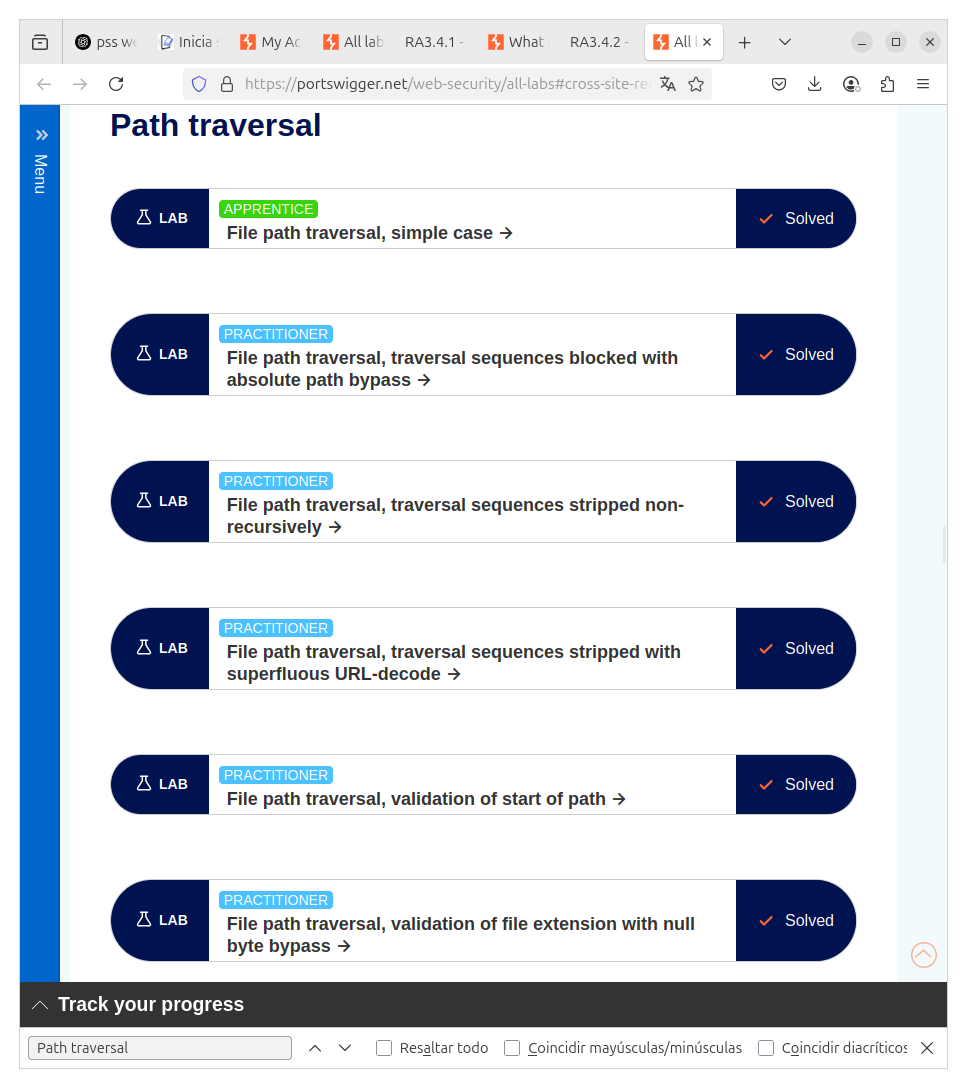 pss we
Inicia s
My Ac
All lab
RA3.4.1 -
What
RA3.4.2 -
All l
https://portswigger.net/web-security/all-labs#cross-site-re
Menu
Path traversal
LAB
APPRENTICE
File path traversal, simple case →
Solved
LAB
PRACTITIONER
File path traversal, traversal sequences blocked with
absolute path bypass →
Solved
LAB
PRACTITIONER
File path traversal, traversal sequences stripped non-
recursively →
Solved
LAB
PRACTITIONER
File path traversal, traversal sequences stripped with
superfluous URL-decode →
Solved
LAB
PRACTITIONER
File path traversal, validation of start of path →
Solved
LAB
PRACTITIONER
File path traversal, validation of file extension with null
byte bypass →
Solved
Track your progress
Path traversal
Resaltar todo
Coincidir mayúsculas/minúsculas
Coincidir diacríticos